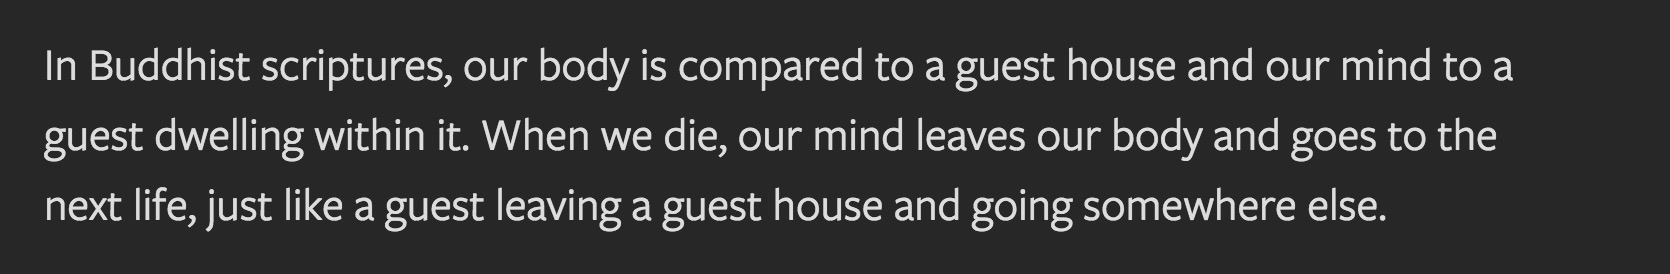 In Buddhist scriptures, our body is compared to a guest house and our mind to a
guest dwelling within it. When we die, our mind leaves our body and goes to the
next life, just like a guest leaving a guest house and going somewhere else.